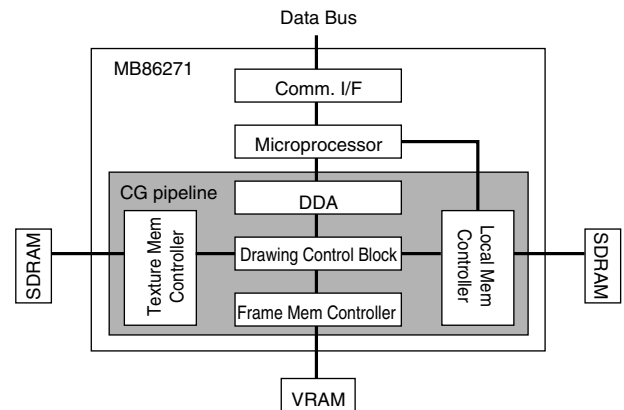 Data Bus
MB86271
Comm. I/F
Microprocessor
CG pipeline
DDA
SDRAM
Texture Mem
Controller
Drawing Control Block
Local Mem
Controller
SDRAM
Frame Mem Controller
VRAM